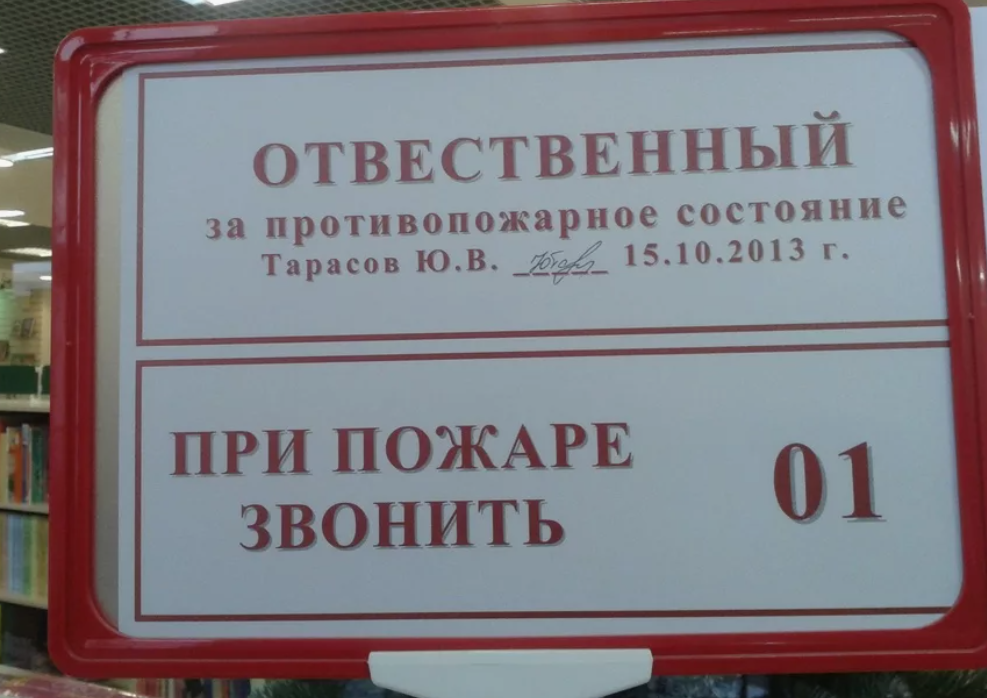 ОТВЕСТВЕННЫЙ
за противопожарное состояние
Тарасов Ю.В. 15.10.2013 г.
ПРИ ПОЖАРЕ
ЗВОНИТЬ
01